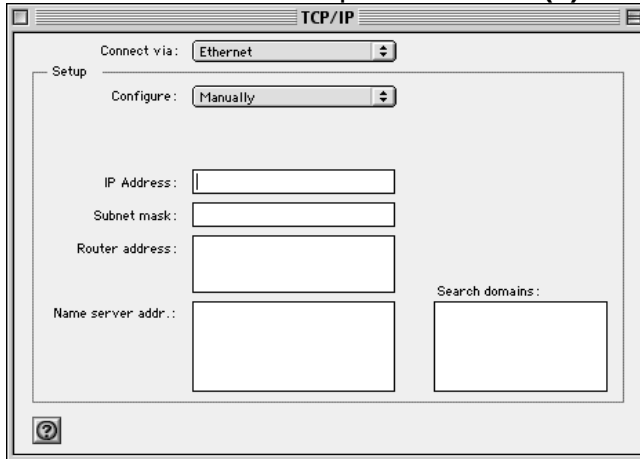 TCP/IP
Connect via: Ethernet
Setup
Configure: Manually
IP Address:
Subnet mask:
Router address:
Search domains:
Name server addr.:
?